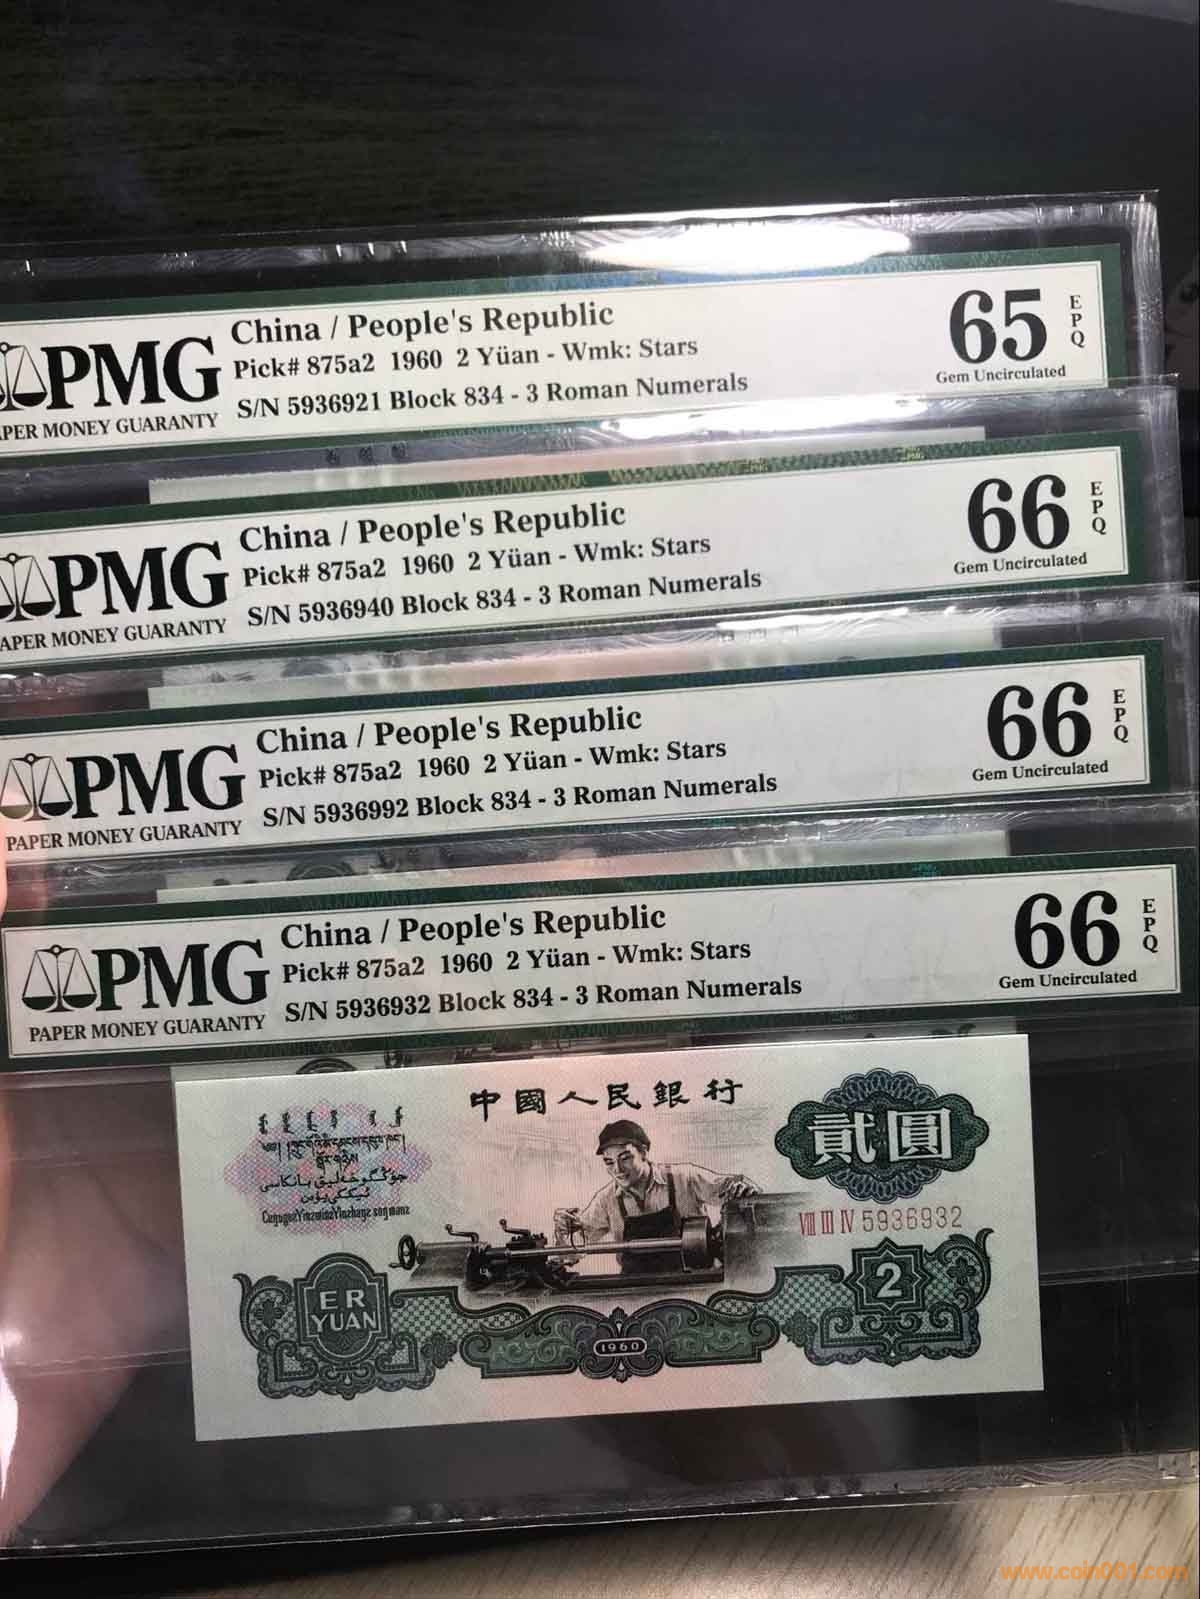 China / People's Republic
PMG
Pick# 875a2 1960 2 Yüan - Wmk: Stars
S/N 5936921 Block 834 - 3 Roman Numerals
PAPER MONEY GUARANTY
65
EPQ
Gem Uncirculated
China / People's Republic
PMG
Pick# 875a2 1960 2 Yüan - Wmk: Stars
S/N 5936940 Block 834 - 3 Roman Numerals
PAPER MONEY GUARANTY
66
EPQ
Gem Uncirculated
China / People's Republic
PMG
Pick# 875a2 1960 2 Yüan - Wmk: Stars
S/N 5936992 Block 834 - 3 Roman Numerals
PAPER MONEY GUARANTY
66
EPQ
Gem Uncirculated
China / People's Republic
PMG
Pick# 875a2 1960 2 Yüan - Wmk: Stars
S/N 5936932 Block 834 - 3 Roman Numerals
PAPER MONEY GUARANTY
66
EPQ
Gem Uncirculated
中國人民銀行
貳圓
VIII III IV 5936932
ER
YUAN
2
1960
www.coin001.com